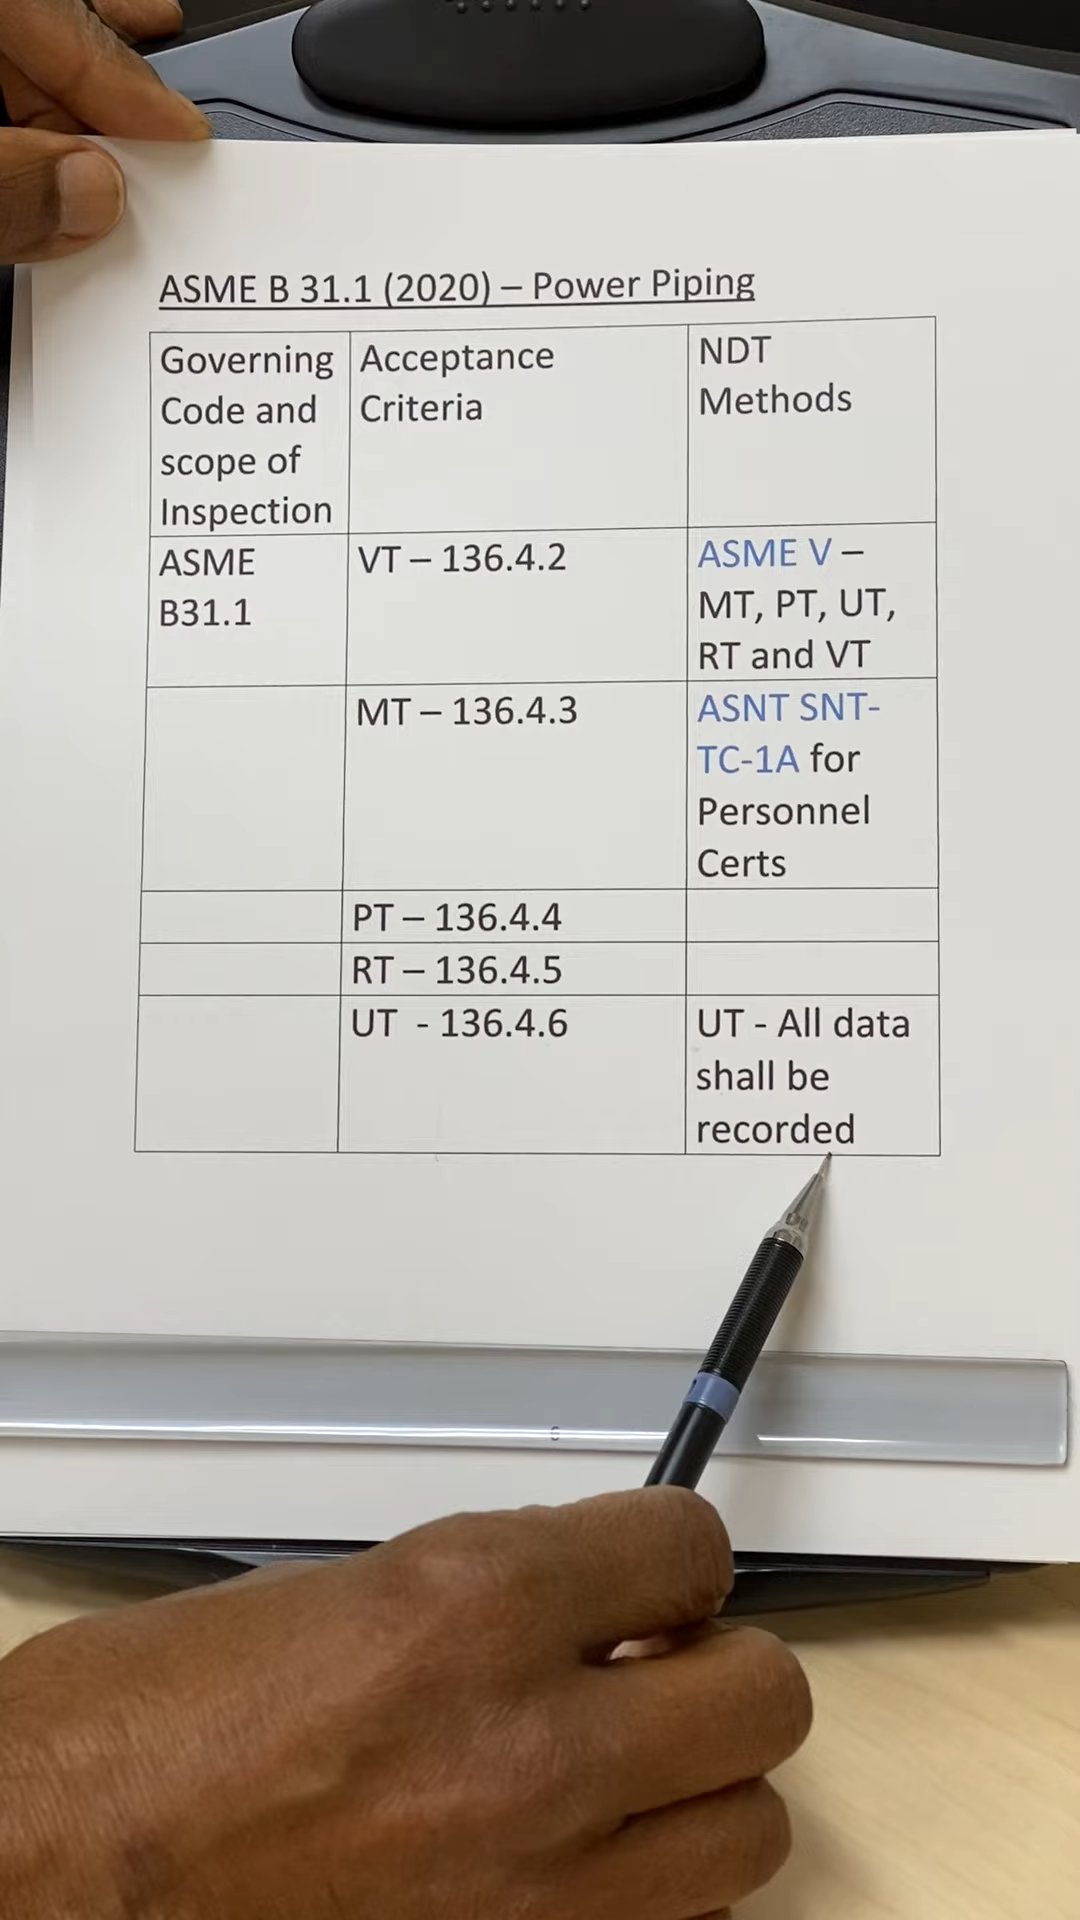 ASME B 31.1 (2020) – Power Piping
Governing
Code and
scope of
Inspection
Acceptance
Criteria
NDT
Methods
ASME
B31.1
VT – 136.4.2
ASME V –
MT, PT, UT,
RT and VT
MT – 136.4.3
ASNT SNT-
TC-1A for
Personnel
Certs
PT – 136.4.4
RT – 136.4.5
UT - 136.4.6
UT - All data
shall be
recorded